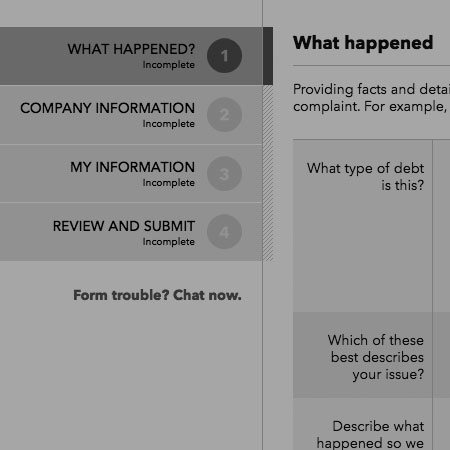 WHAT HAPPENED?
Incomplete
1
COMPANY INFORMATION
Incomplete
2
MY INFORMATION
Incomplete
3
REVIEW AND SUBMIT
Incomplete
4
Form trouble? Chat now.
What happened
Providing facts and detai
complaint. For example,
What type of debt
is this?
Which of these
best describes
your issue?
Describe what
happened so we